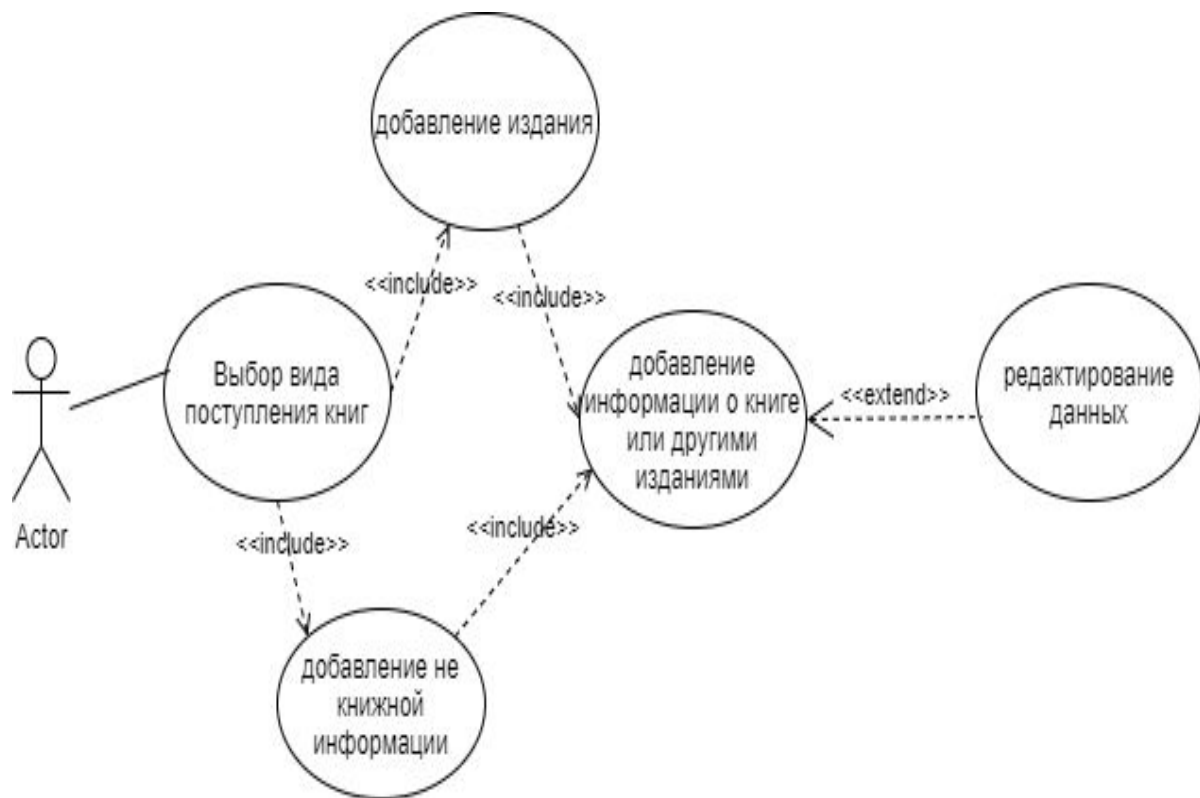 добавление издания
<<include>>
<<include>>
Выбор вида
поступления книг
добавление
информации о книге
или другими
изданиями
<<extend>>
редактирование
данных
Actor
<<include>>
<<include>>
добавление не
книжной
информации